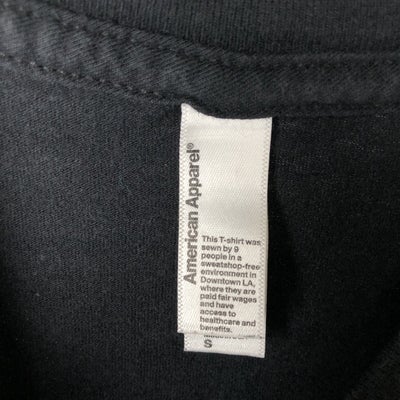 American Apparel®
This T-shirt was
sewn by 9
people in a
sweatshop-free
environment in
Downtown LA,
where they are
paid fair wages
and have
access to
healthcare and
benefits.
S